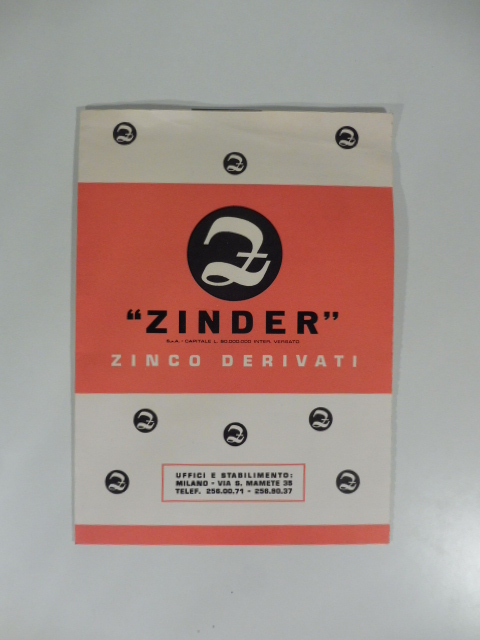 Z
Z
Z
Z
“ZINDER”
S.p.A. - CAPITALE L. 50.000.000 INTER. VERSATO
ZINCO DERIVATI
Z
Z
Z
Z
Z
UFFICI E STABILIMENTO:
MILANO - VIA S. MAMETE 35
TELEF. 256.00.71 - 256.90.37